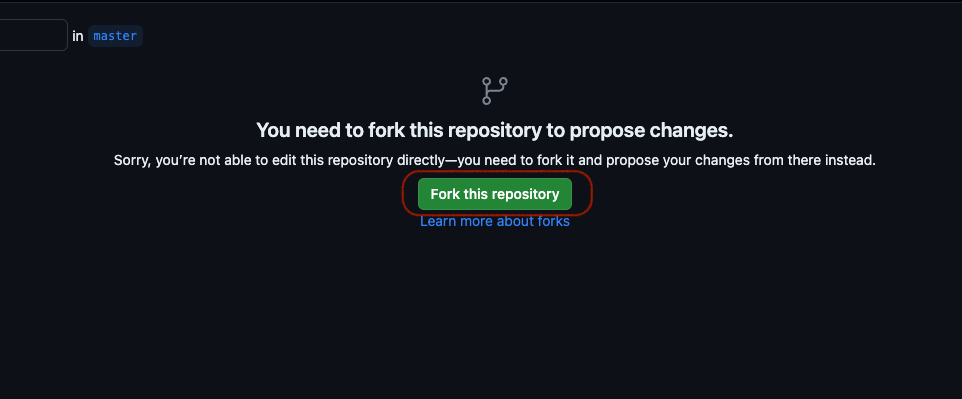 in master
You need to fork this repository to propose changes.
Sorry, you're not able to edit this repository directly—you need to fork it and propose your changes from there instead.
Fork this repository
Learn more about forks